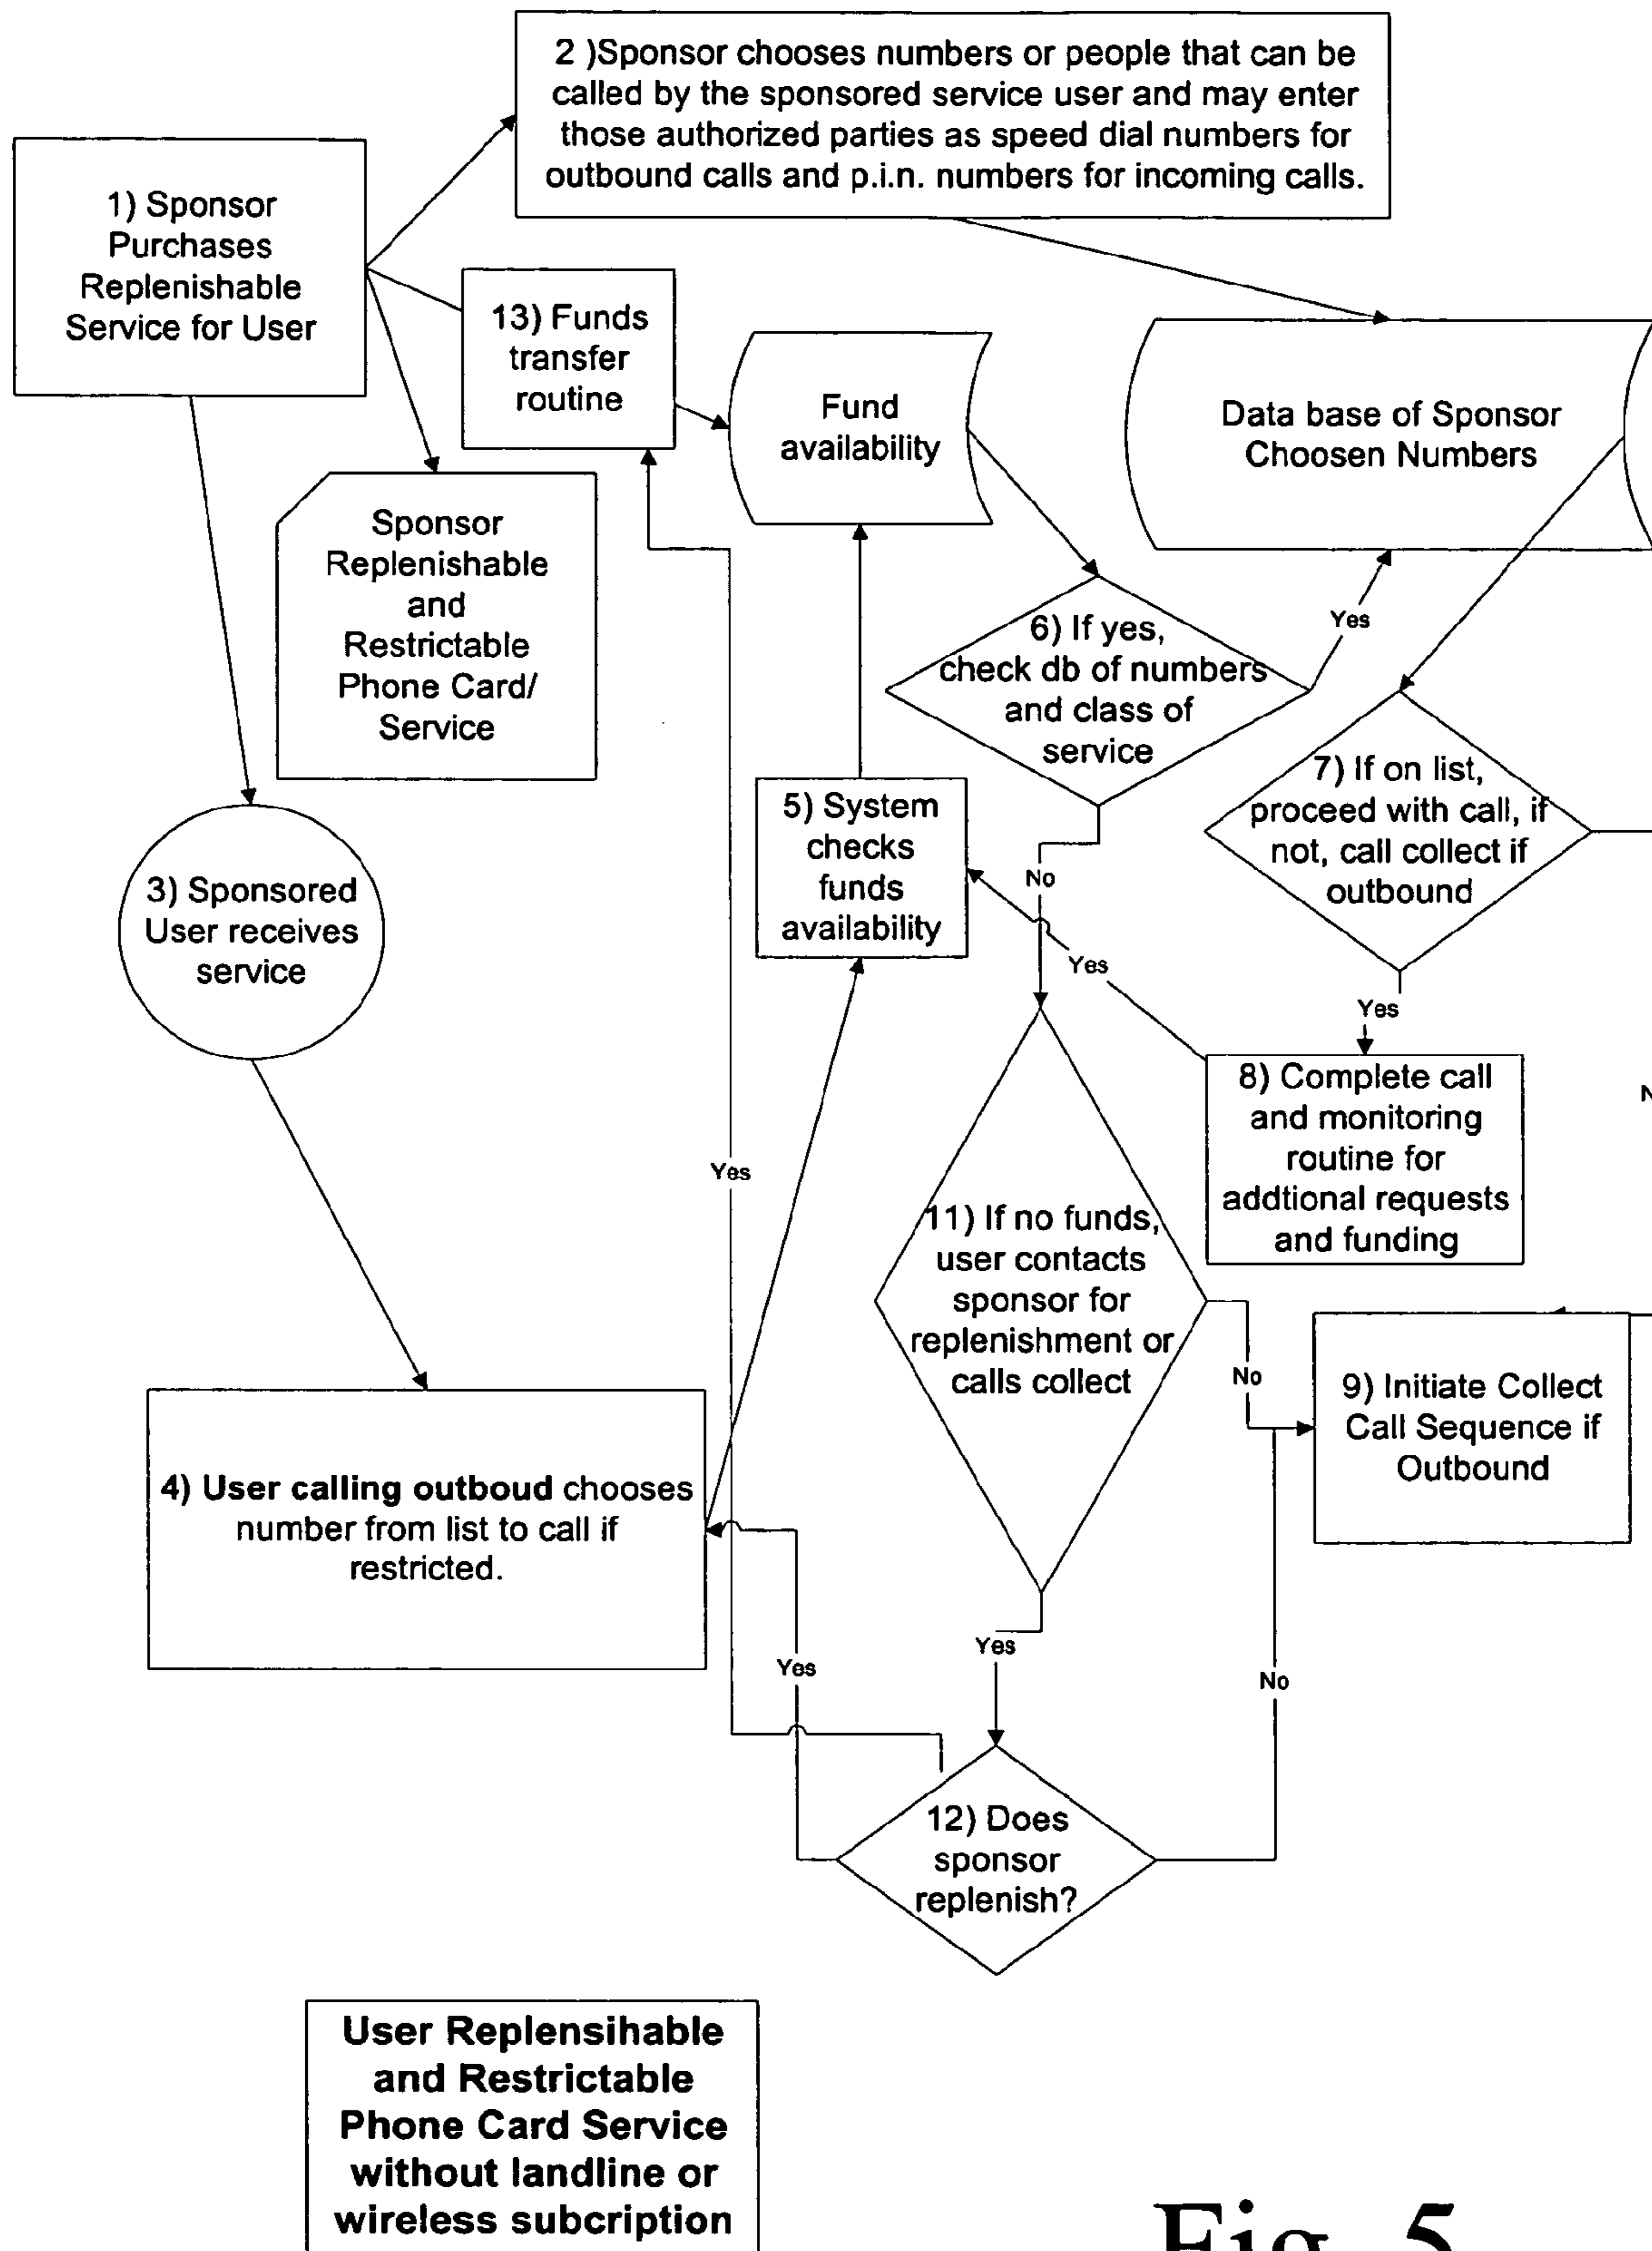 2 )Sponsor chooses numbers or people that can be
called by the sponsored service user and may enter
those authorized parties as speed dial numbers for
outbound calls and p.i.n. numbers for incoming calls.
1) Sponsor
Purchases
Replenishable
Service for User
13) Funds
transfer
routine
Fund
availability
Data base of Sponsor
Choosen Numbers
Sponsor
Replenishable
and
Restrictable
Phone Card/
Service
6) If yes,
check db of numbers
and class of
service
Yes
7) If on list,
proceed with call, if
not, call collect if
outbound
5) System
checks
funds
availability
No
Yes
3) Sponsored
User receives
service
Yes
8) Complete call
and monitoring
routine for
addtional requests
and funding
Yes
11) If no funds,
user contacts
sponsor for
replenishment or
calls collect
No
9) Initiate Collect
Call Sequence if
Outbound
4) User calling outboud chooses
number from list to call if
restricted.
Yes
Yes
No
12) Does
sponsor
replenish?
User Replensihable
and Restrictable
Phone Card Service
without landline or
wireless subcription
Fig. 5